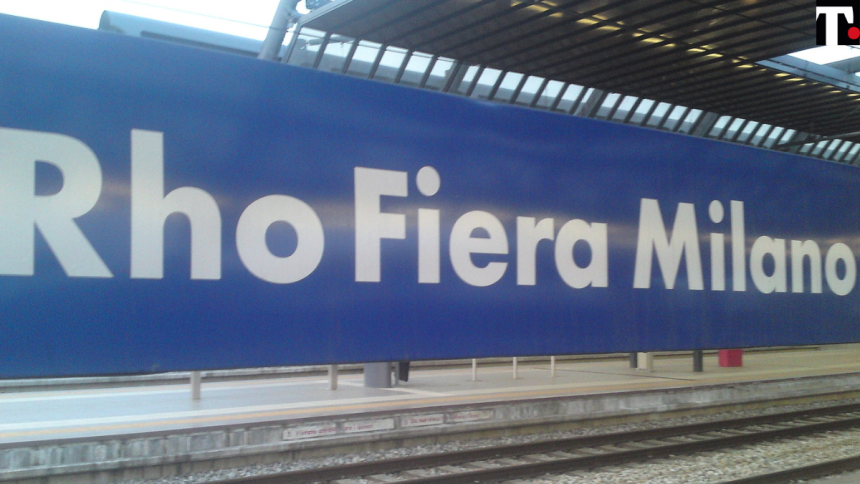 T.
Rho Fiera Milano